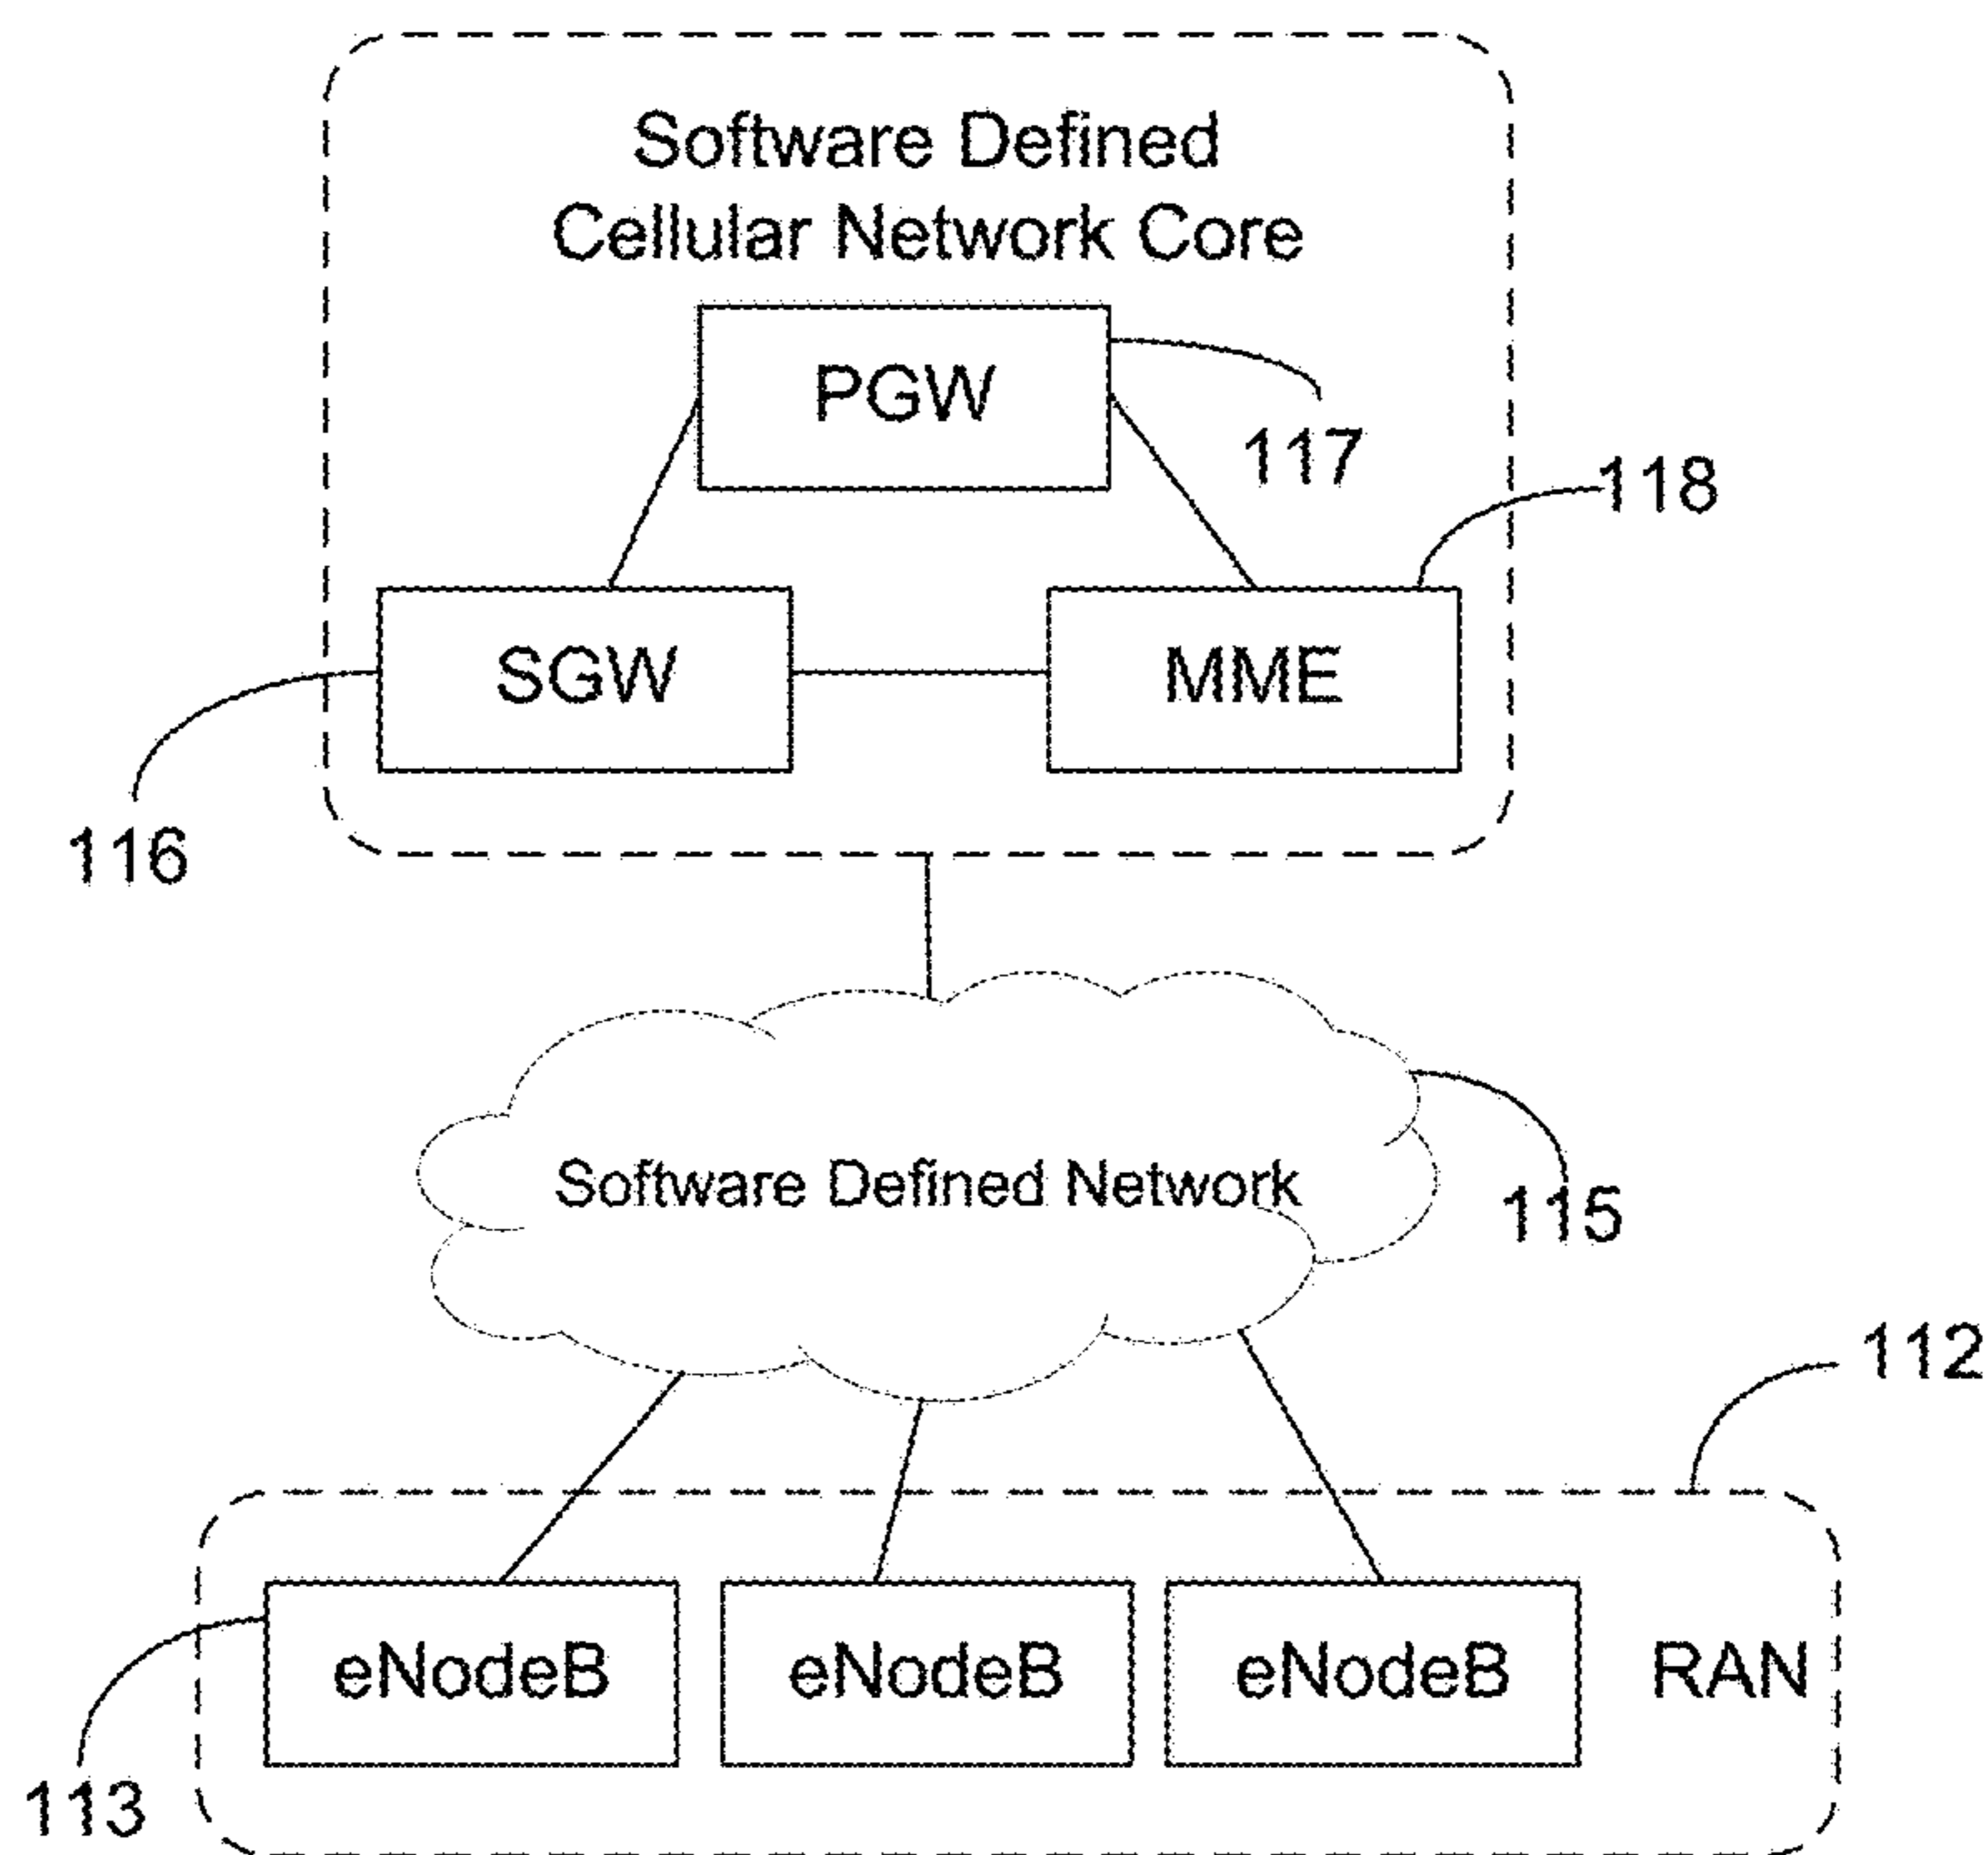 Software Defined
Cellular Network Core
PGW
117
118
SGW
MME
116
Software Defined Network
115
112
eNodeB
eNodeB
eNodeB
RAN
113